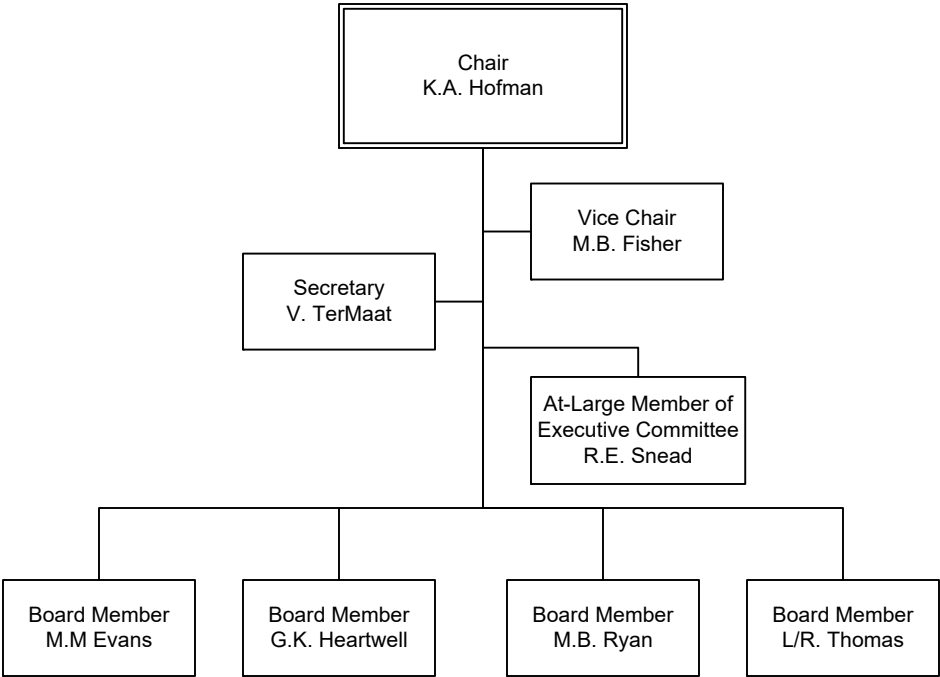 Chair
K.A. Hofman
Vice Chair
M.B. Fisher
Secretary
V. TerMaat
At-Large Member of
Executive Committee
R.E. Snead
Board Member
M.M Evans
Board Member
G.K. Heartwell
Board Member
M.B. Ryan
Board Member
L/R. Thomas